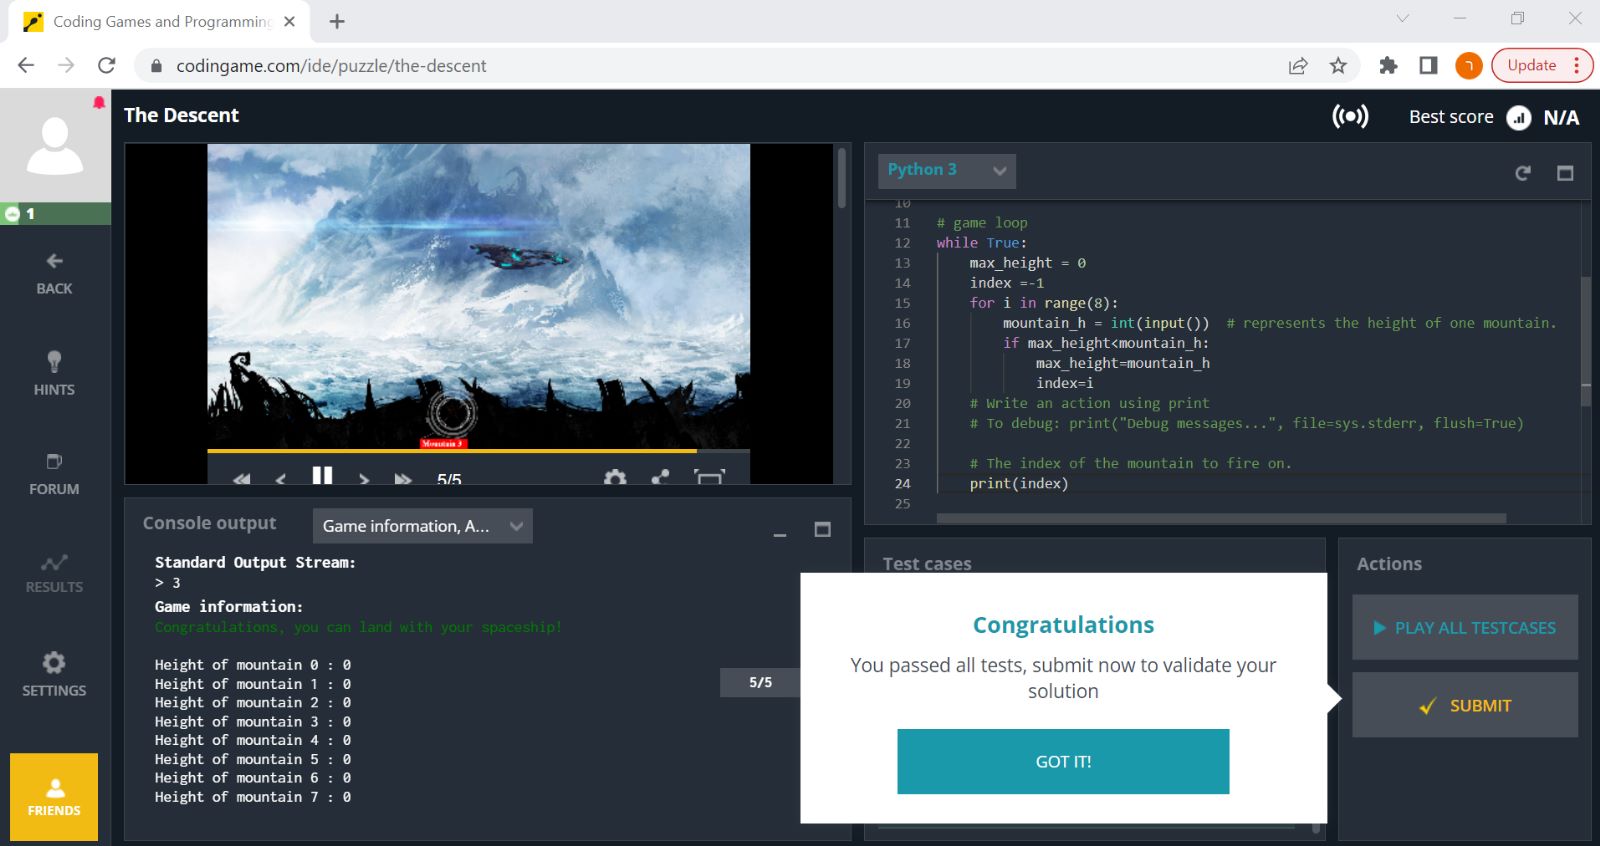 Coding Games and Programming
codingame.com/ide/puzzle/the-descent
Update
The Descent
Best score
N/A
1
BACK
HINTS
FORUM
RESULTS
SETTINGS
FRIENDS
Mountain 3
5/5
Console output
Game information, A...
Standard Output Stream:
> 3
Game information:
Congratulations, you can land with your spaceship!
Height of mountain 0 : 0
Height of mountain 1 : 0
Height of mountain 2 : 0
Height of mountain 3 : 0
Height of mountain 4 : 0
Height of mountain 5 : 0
Height of mountain 6 : 0
Height of mountain 7 : 0
5/5
Python 3
10
11 # game loop
12 while True:
13 max_height = 0
14 index =-1
15 for i in range(8):
16 mountain_h = int(input()) # represents the height of one mountain.
17 if max_height<mountain_h:
18 max_height=mountain_h
19 index=i
20 # Write an action using print
21 # To debug: print("Debug messages...", file=sys.stderr, flush=True)
22
23 # The index of the mountain to fire on.
24 print(index)
25
Test cases
Congratulations
You passed all tests, submit now to validate your
solution
GOT IT!
Actions
PLAY ALL TESTCASES
SUBMIT